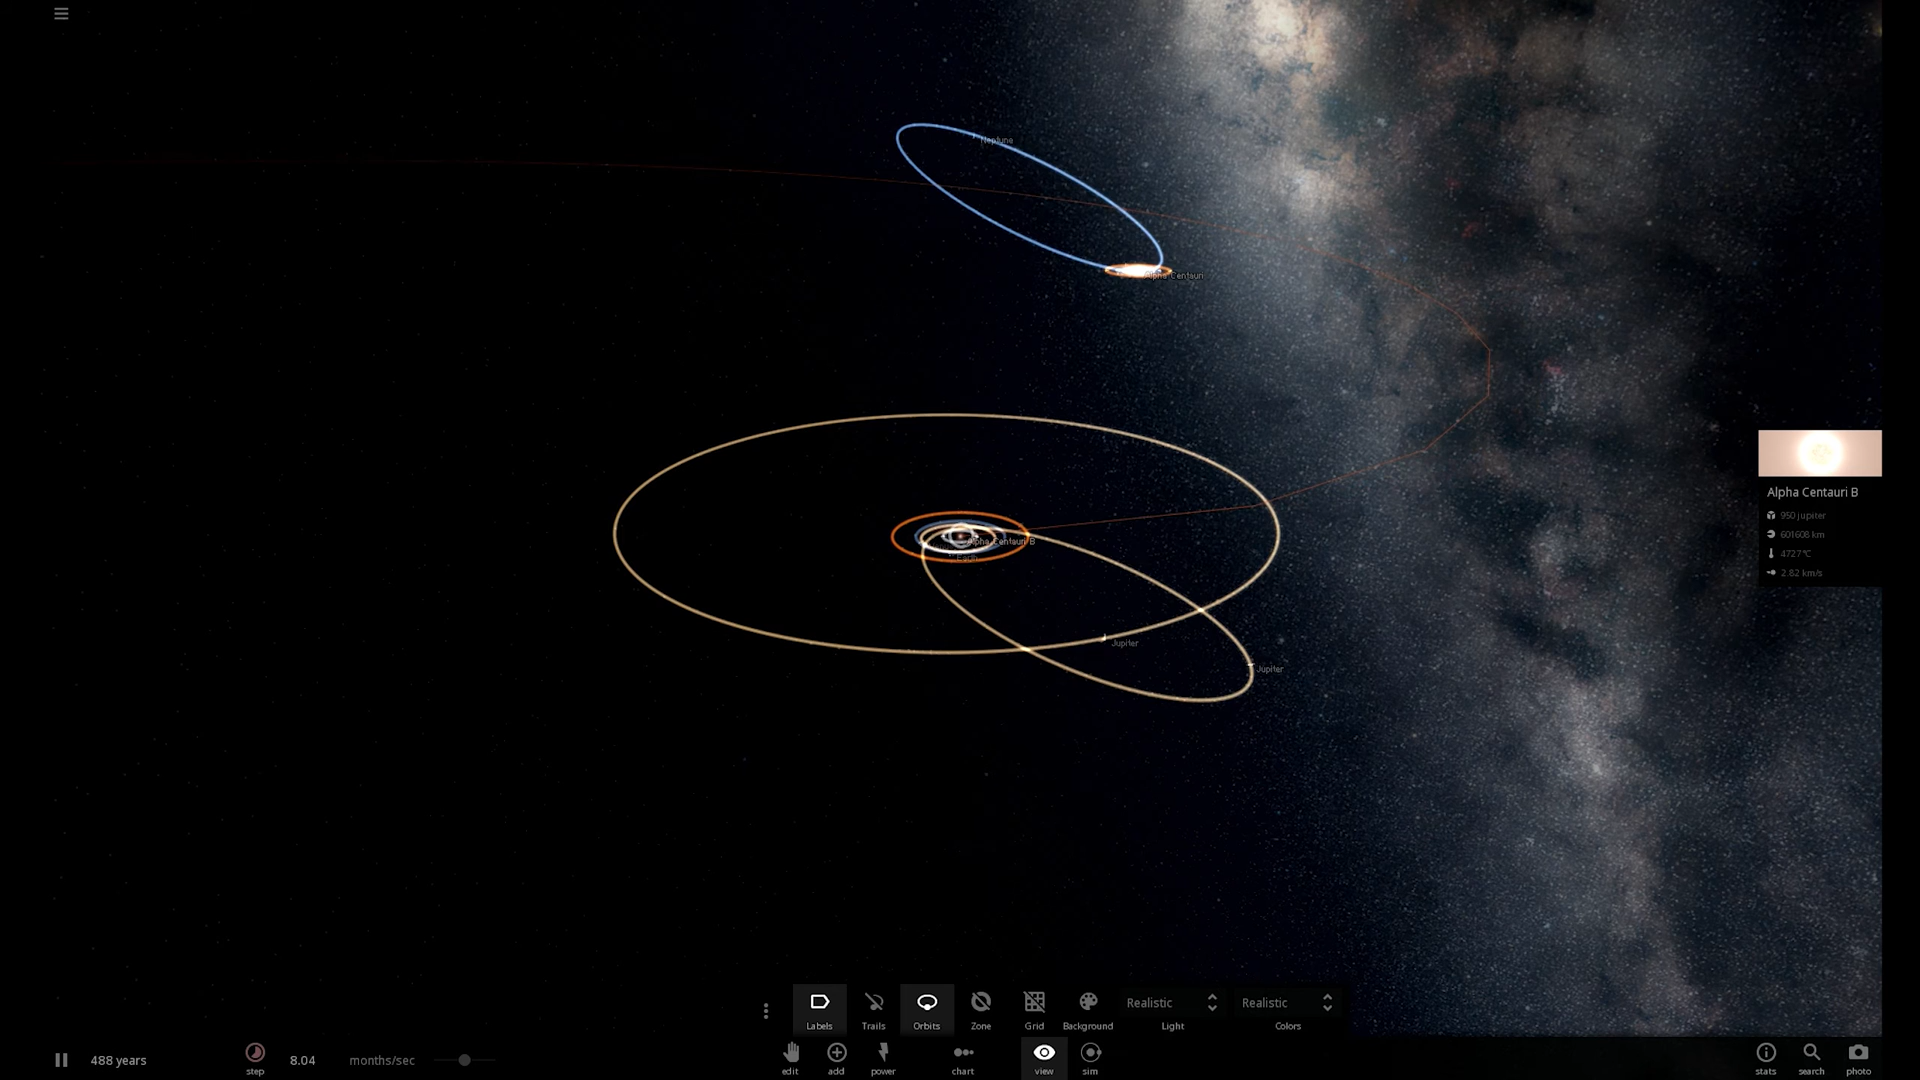 Neptune
Alpha Centauri
Alpha Centauri B
Earth
Jupiter
Jupiter
Alpha Centauri B
950 jupiter
601608 km
4727 °C
2.82 km/s
Realistic
Realistic
Labels
Trails
Orbits
Zone
Grid
Background
Light
Colors
488 years
step
8.04
months/sec
edit
add
power
chart
view
sim
stats
search
photo